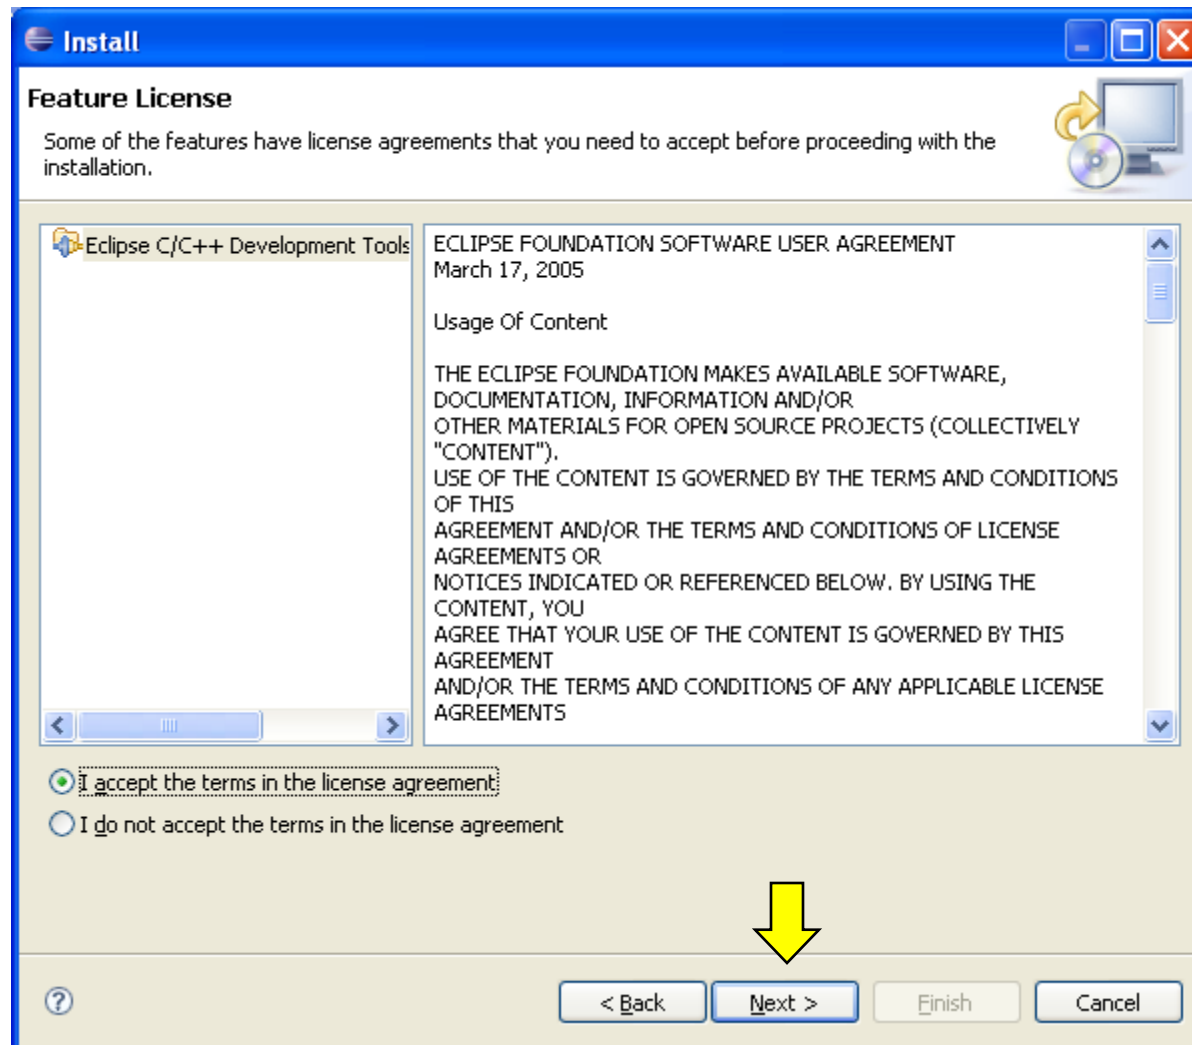 Install
Feature License
Some of the features have license agreements that you need to accept before proceeding with the
installation.
Eclipse C/C++ Development Tools
ECLIPSE FOUNDATION SOFTWARE USER AGREEMENT
March 17, 2005
Usage Of Content
THE ECLIPSE FOUNDATION MAKES AVAILABLE SOFTWARE,
DOCUMENTATION, INFORMATION AND/OR
OTHER MATERIALS FOR OPEN SOURCE PROJECTS (COLLECTIVELY
"CONTENT").
USE OF THE CONTENT IS GOVERNED BY THE TERMS AND CONDITIONS
OF THIS
AGREEMENT AND/OR THE TERMS AND CONDITIONS OF LICENSE
AGREEMENTS OR
NOTICES INDICATED OR REFERENCED BELOW. BY USING THE
CONTENT, YOU
AGREE THAT YOUR USE OF THE CONTENT IS GOVERNED BY THIS
AGREEMENT
AND/OR THE TERMS AND CONDITIONS OF ANY APPLICABLE LICENSE
AGREEMENTS
I accept the terms in the license agreement
I do not accept the terms in the license agreement
? < Back Next > Finish Cancel